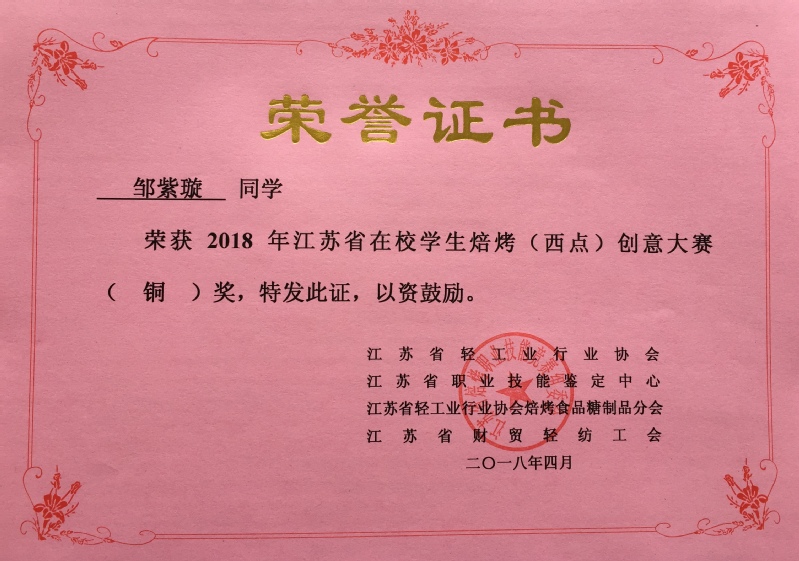 荣誉证书
邹紫璇 同学
荣获 2018 年江苏省在校学生焙烤（西点）创意大赛
（ 铜 ）奖，特发此证，以资鼓励。
江苏省轻工业行业协会
江苏省职业技能鉴定中心
江苏省轻工业行业协会焙烤食品糖制品分会
江苏省财贸轻纺工会
二〇一八年四月